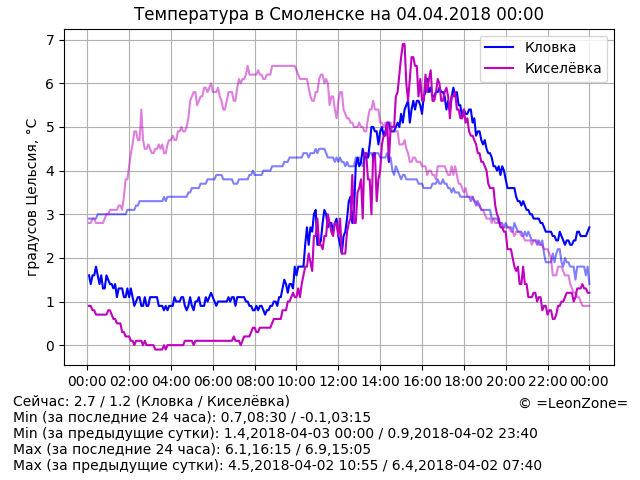 Температура в Смоленске на 04.04.2018 00:00
Кловка
Киселёвка
градусов Цельсия, °C
7
6
5
4
3
2
1
0
00:00 02:00 04:00 06:00 08:00 10:00 12:00 14:00 16:00 18:00 20:00 22:00 00:00
Сейчас: 2.7 / 1.2 (Кловка / Киселёвка)
© =LeonZone=
Min (за последние 24 часа): 0.7,08:30 / -0.1,03:15
Min (за предыдущие сутки): 1.4,2018-04-03 00:00 / 0.9,2018-04-02 23:40
Max (за последние 24 часа): 6.1,16:15 / 6.9,15:05
Max (за предыдущие сутки): 4.5,2018-04-02 10:55 / 6.4,2018-04-02 07:40